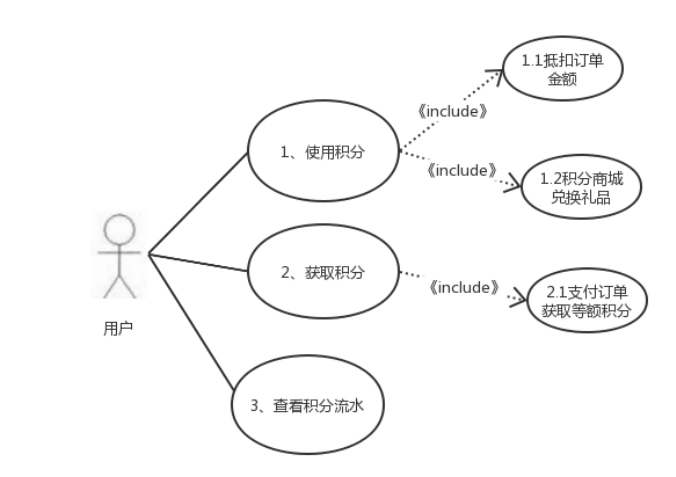 1.1抵扣订单
金额
《include》
1、使用积分
《include》
1.2积分商城
兑换礼品
2、获取积分
《include》
2.1支付订单
获取等额积分
用户
3、查看积分流水